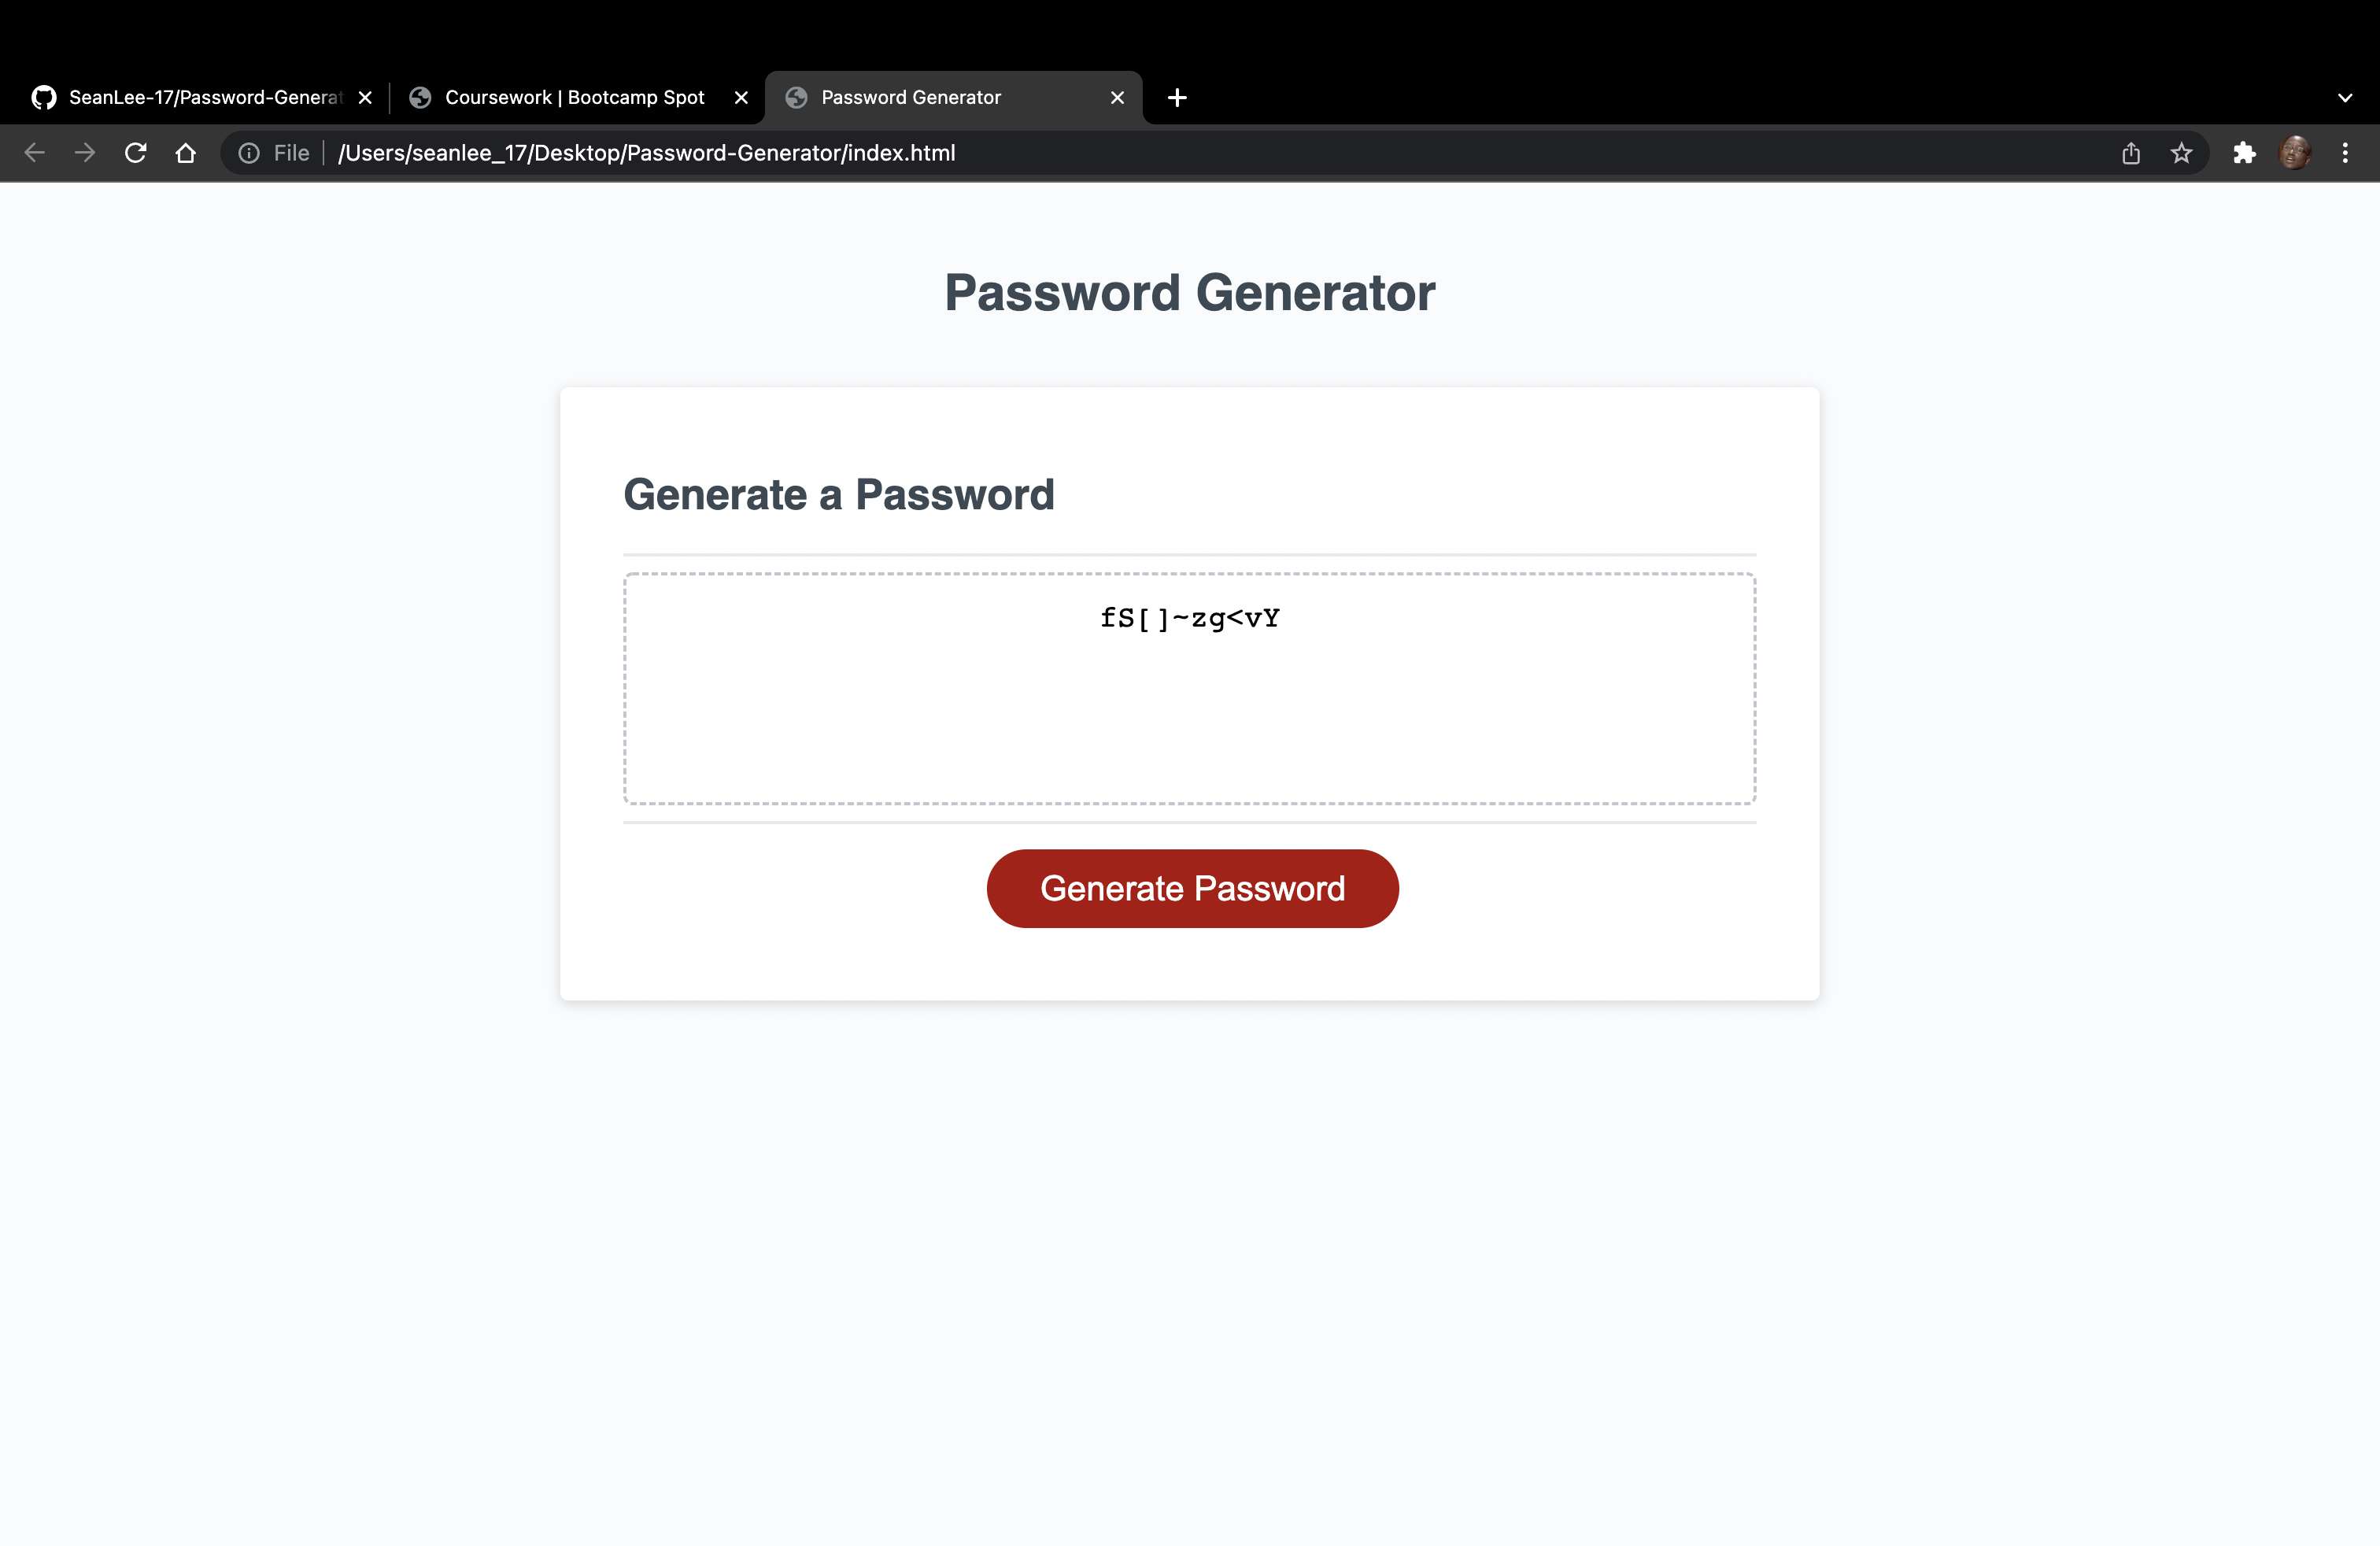 SeanLee-17/Password-Generat
Coursework | Bootcamp Spot
Password Generator
File
/Users/seanlee_17/Desktop/Password-Generator/index.html
Password Generator
Generate a Password
fS[]~zg<vY
Generate Password